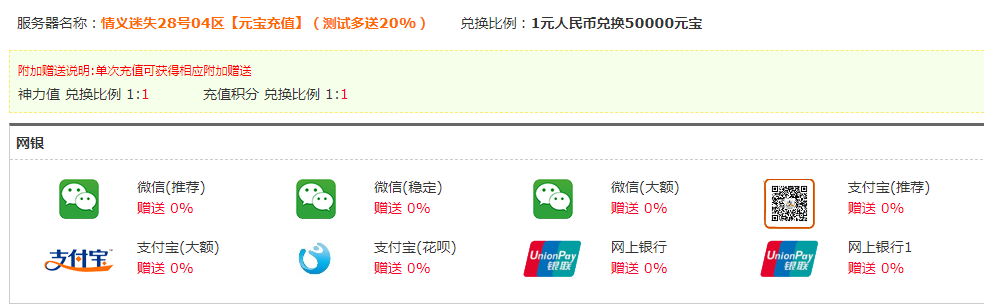 服务器名称：情义迷失28号04区【元宝充值】（测试多送20%） 兑换比例：1元人民币兑换50000元宝
附加赠送说明:单次充值可获得相应附加赠送
神力值 兑换比例 1:1 充值积分 兑换比例 1:1
网银
微信(推荐) 微信(稳定) 微信(大额) 支付宝(推荐)
赠送 0% 赠送 0% 赠送 0% 赠送 0%
支付宝 支付宝(大额) 支付宝(花呗) UnionPay 网上银行 UnionPay 网上银行1
赠送 0% 赠送 0% 银联 赠送 0% 银联 赠送 0%